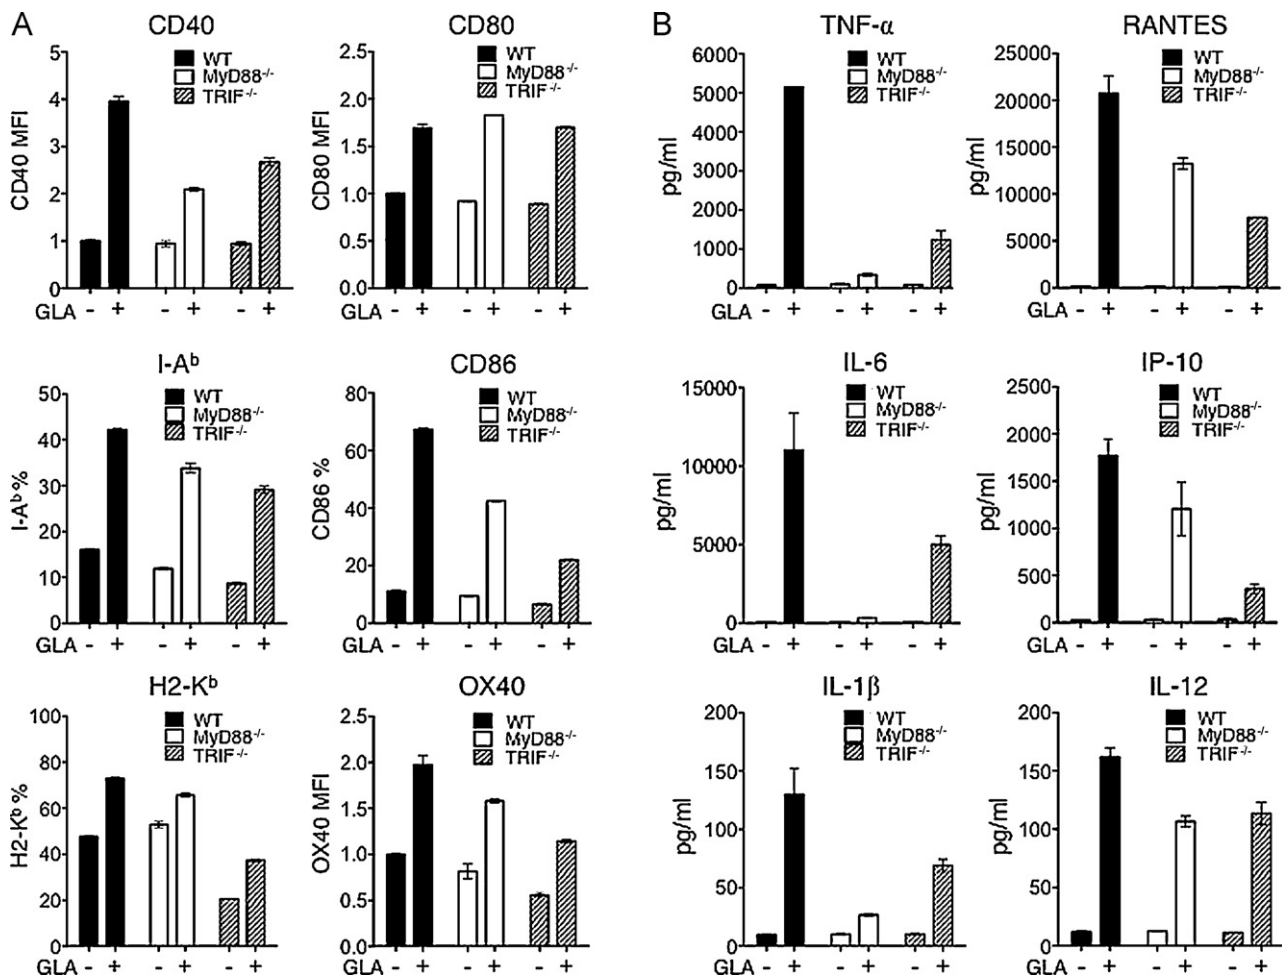 A
CD40
CD40 MFI
5
4
3
2
1
0
WT
MyD88-/-
TRIF-/-
GLA - + - + - +
CD80
CD80 MFI
2.5
2.0
1.5
1.0
0.5
0.0
WT
MyD88-/-
TRIF-/-
- + - + - +
B
TNF-α
pg/ml
6000
5000
4000
3000
2000
1000
0
WT
MyD88-/-
TRIF-/-
GLA - + - + - +
RANTES
pg/ml
25000
20000
15000
10000
5000
0
WT
MyD88-/-
TRIF-/-
GLA - + - + - +
I-Ab
I-Ab %
50
40
30
20
10
0
WT
MyD88-/-
TRIF-/-
GLA - + - + - +
CD86
CD86 %
80
60
40
20
0
WT
MyD88-/-
TRIF-/-
GLA - + - + - +
IL-6
pg/ml
15000
10000
5000
0
WT
MyD88-/-
TRIF-/-
GLA - + - + - +
IP-10
pg/ml
2500
2000
1500
1000
500
0
WT
MyD88-/-
TRIF-/-
GLA - + - + - +
H2-Kb
H2-Kb %
100
80
60
40
20
0
WT
MyD88-/-
TRIF-/-
GLA - + - + - +
OX40
OX40 MFI
2.5
2.0
1.5
1.0
0.5
0.0
WT
MyD88-/-
TRIF-/-
GLA - + - + - +
IL-1β
pg/ml
200
150
100
50
0
WT
MyD88-/-
TRIF-/-
GLA - + - + - +
IL-12
pg/ml
200
150
100
50
0
WT
MyD88-/-
TRIF-/-
GLA - + - + - +